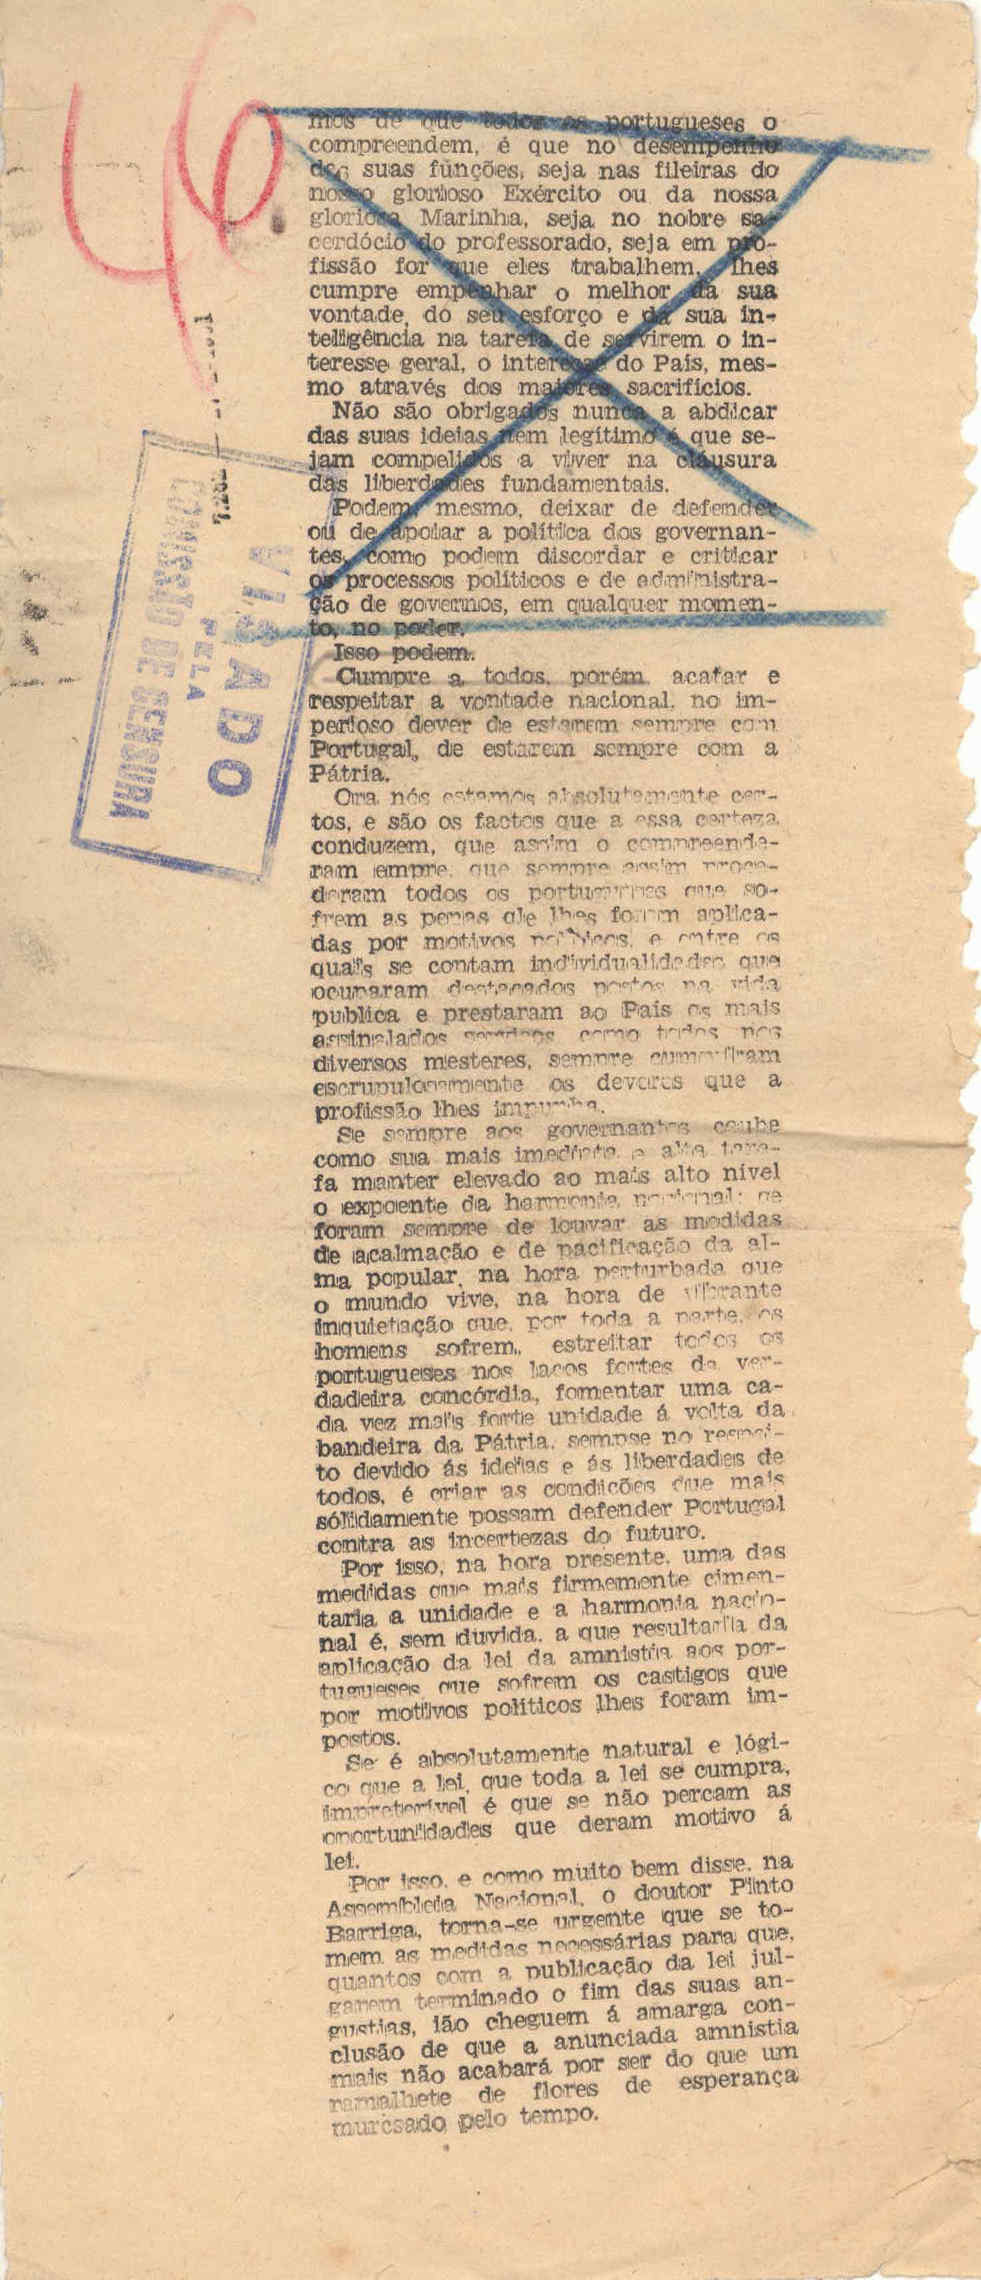 46
mos de que todos os portugueses o
compreendem, é que no desempenho
das suas funções, seja nas fileiras do
nosso glorioso Exército ou da nossa
gloriosa Marinha, seja no nobre sa-
cerdócio do professorado, seja em pro-
fissão for que eles trabalhem, lhes
cumpre empenhar o melhor da sua
vontade, do seu esforço e da sua in-
teligência na tarefa de servirem o in-
teresse geral, o interesse do País, mes-
mo através dos maiores sacrifícios.
Não são obrigados nunca a abdicar
das suas ideias nem legítimo é que se-
jam compelidos a viver na clausura
das liberdades fundamentais.
Podem, mesmo, deixar de defender
ou de apoiar a política dos governan-
tes, como podem discordar e criticar
os processos políticos e de administra-
ção de governos, em qualquer momen-
to, no poder.
Isso podem.
Cumpre a todos, porém, acatar e
respeitar a vontade nacional, no im-
perioso dever de estarem sempre com
Portugal, de estarem sempre com a
Pátria.
Ora nós estamos absolutamente cer-
tos, e são os factos que a essa certeza
conduzem, que assim o compreende-
ram empre, que sempre assim proce-
deram todos os portugueses que so-
frem as penas que lhes foram aplica-
das por motivos políticos, e entre os
quais se contam individualidades que
ocuparam destacados postos na vida
publica e prestaram ao País os mais
assinalados como todos nos
diversos mesteres, sempre cumpriram
escrupulosamente os deveres que a
profissão lhes impunha.
Se sempre aos governantes coube
como sua mais imediata e alta tare-
fa manter elevado ao mais alto nível
o expoente da harmonia nacional; se
foram sempre de louvar as medidas
de acalmação e de pacificação da al-
ma popular, na hora perturbada que
o mundo vive, na hora de vibrante
inquietação que, por toda a parte, os
homens sofrem, estreitar todos os
portugueses nos laços fortes da ver-
dadeira concórdia, fomentar uma ca-
da vez mais forte unidade á volta da
bandeira da Pátria, sempse no respei-
to devido ás ideias e ás liberdades de
todos, é criar as condições que mais
sólidamente possam defender Portugal
contra as incertezas do futuro.
Por isso, na hora presente, uma das
medidas que mais firmemente cimen-
taria a unidade e a harmonia nacio-
nal é, sem duvida, a que resultaria da
aplicação da lei da amnistia aos por-
tugueses que sofrem os castigos que
por motivos políticos lhes foram im-
postos.
Se é absolutamente natural e lógi-
co que a lei, que toda a lei se cumpra,
impreterível é que se não percam as
oportunidades que deram motivo á
lei.
Por isso, e como muito bem disse, na
Assembleia Nacional, o doutor Pinto
Barriga, torna-se urgente que se to-
mem as medidas necessárias para que,
quantos com a publicação da lei jul-
garem terminado o fim das suas an-
gustias, ião cheguem á amarga con-
clusão de que a anunciada amnistia
mais não acabará por ser do que um
ramalhete de flores de esperança
murcsado pelo tempo.
VISADO
PELA
COMISSÃO DE CENSURA